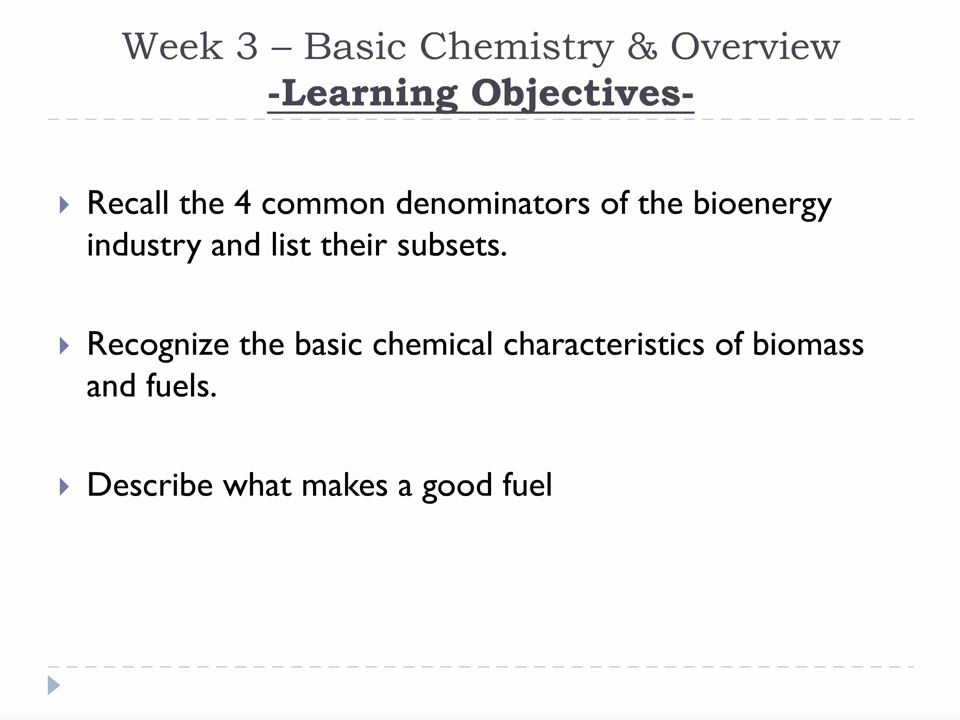 Week 3 – Basic Chemistry & Overview
-Learning Objectives-
Recall the 4 common denominators of the bioenergy
industry and list their subsets.
Recognize the basic chemical characteristics of biomass
and fuels.
Describe what makes a good fuel